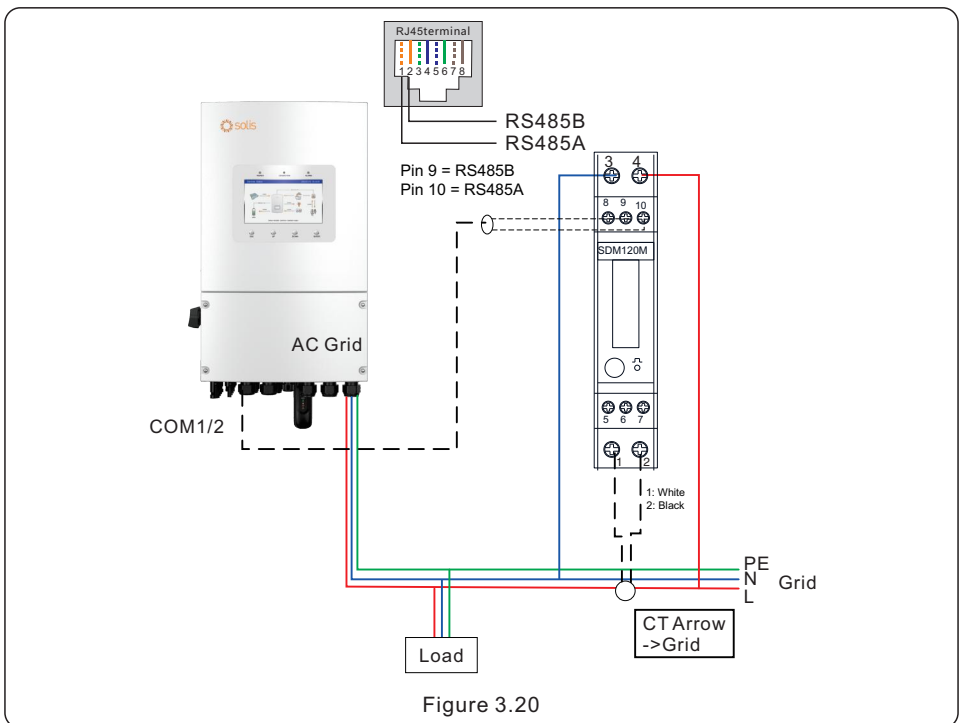 RJ45terminal
1 2 3 4 5 6 7 8
RS485B
RS485A
solis
Pin 9 = RS485B
Pin 10 = RS485A
3 4
8 9 10
SDM120M
AC Grid
COM1/2
5 6 7
1 2
1: White
2: Black
PE
N Grid
L
CT Arrow
->Grid
Load
Figure 3.20